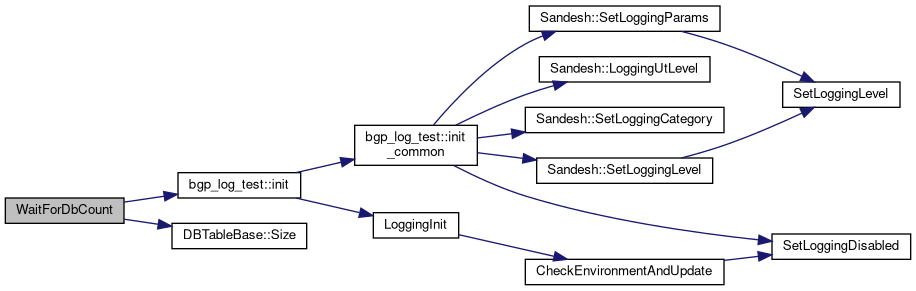 WaitForDbCount
bgp_log_test::init
DBTableBase::Size
bgp_log_test::init
_common
LoggingInit
Sandesh::SetLoggingParams
Sandesh::LoggingUtLevel
Sandesh::SetLoggingCategory
Sandesh::SetLoggingLevel
CheckEnvironmentAndUpdate
SetLoggingLevel
SetLoggingDisabled